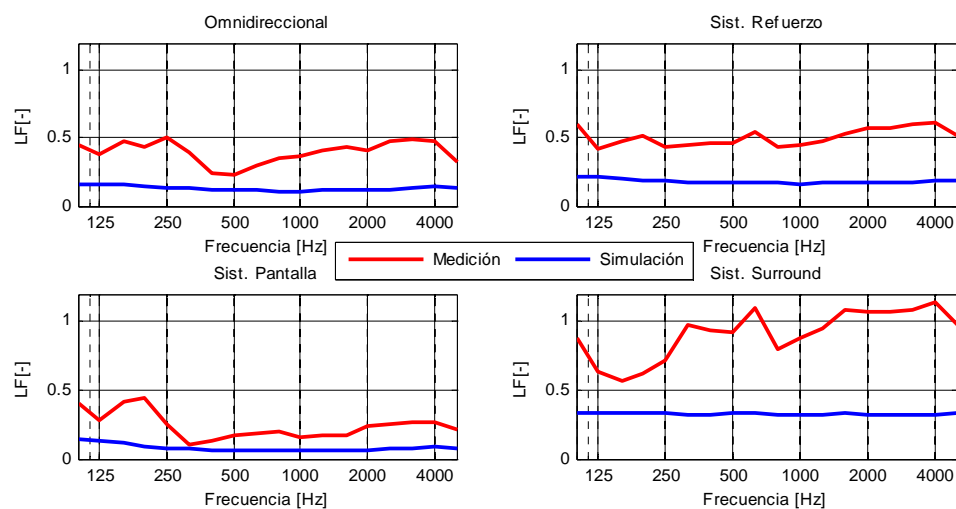 Omnidireccional
Sist. Refuerzo
1
0.5
0
LF[-]
125 250 500 1000 2000 4000
Frecuencia [Hz]
1
0.5
0
LF[-]
125 250 500 1000 2000 4000
Frecuencia [Hz]
Medición Simulación
Sist. Pantalla
Sist. Surround
1
0.5
0
LF[-]
125 250 500 1000 2000 4000
Frecuencia [Hz]
1
0.5
0
LF[-]
125 250 500 1000 2000 4000
Frecuencia [Hz]